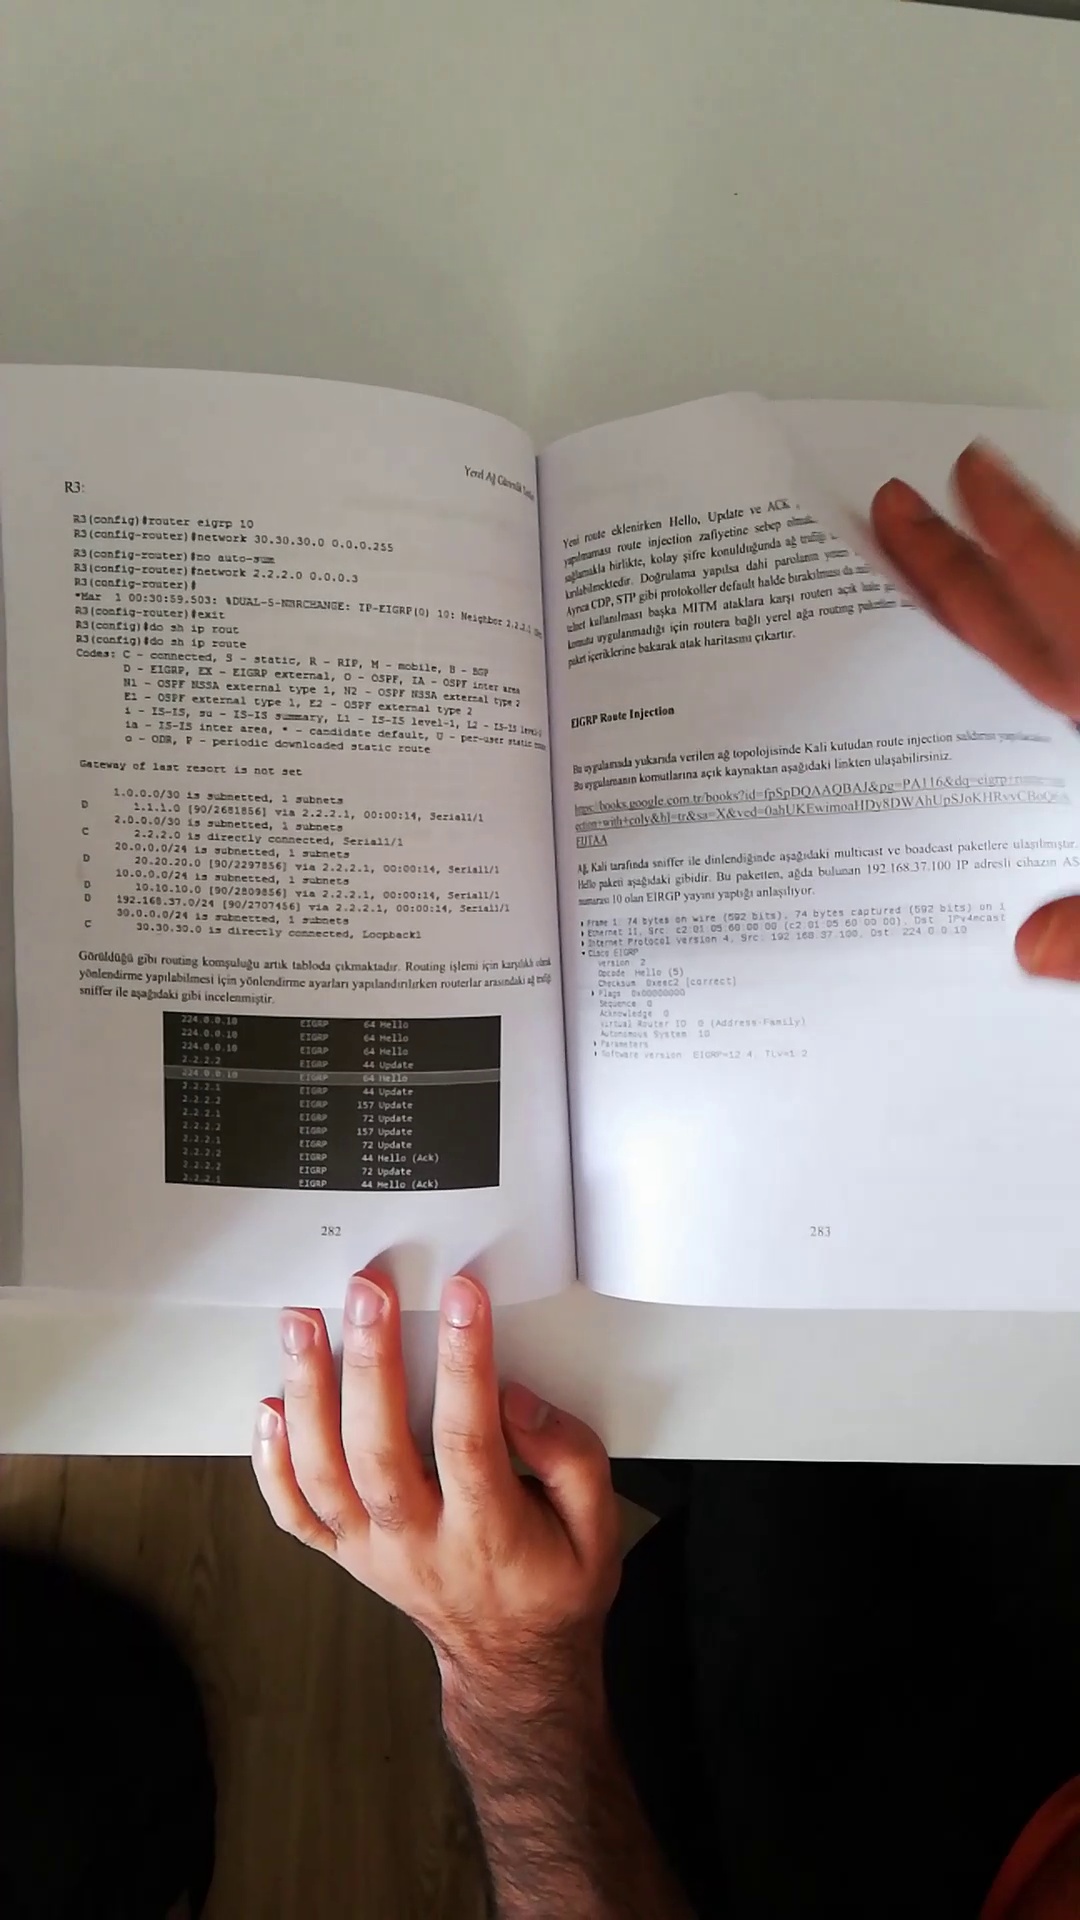 Yerel Ağ Güvenlik
R3:
R3(config)#router eigrp 10
R3(config-router)#network 30.30.30.0 0.0.0.255
R3(config-router)#no auto-sum
R3(config-router)#network 2.2.2.0 0.0.0.3
R3(config-router)#
*Mar 1 00:30:59.503: %DUAL-5-NBRCHANGE: IP-EIGRP(0) 10: Neighbor 2.2.2.1
R3(config-router)#exit
R3(config)#do sh ip rout
R3(config)#do sh ip route
Codes: C - connected, S - static, R - RIP, M - mobile, B - BGP
D - EIGRP, EX - EIGRP external, O - OSPF, IA - OSPF inter area
N1 - OSPF NSSA external type 1, N2 - OSPF NSSA external type 2
E1 - OSPF external type 1, E2 - OSPF external type 2
i - IS-IS, su - IS-IS summary, L1 - IS-IS level-1, L2 - IS-IS
ia - IS-IS inter area, * - candidate default, U - per-user static
o - ODR, P - periodic downloaded static route
Gateway of last resort is not set
1.0.0.0/30 is subnetted, 1 subnets
D 1.1.1.0 [90/2681856] via 2.2.2.1, 00:00:14, Serial1/1
2.0.0.0/30 is subnetted, 1 subnets
C 2.2.2.0 is directly connected, Serial1/1
20.0.0.0/24 is subnetted, 1 subnets
D 20.20.20.0 [90/2297856] via 2.2.2.1, 00:00:14, Serial1/1
10.0.0.0/24 is subnetted, 1 subnets
D 10.10.10.0 [90/2809856] via 2.2.2.1, 00:00:14, Serial1/1
D 192.168.37.0/24 [90/2707456] via 2.2.2.1, 00:00:14, Serial1/1
30.0.0.0/24 is subnetted, 1 subnets
C 30.30.30.0 is directly connected, Loopback1
Görüldüğü gibi routing komşuluğu artık tabloda çıkmaktadır. Routing işlemi için karşılıklı olarak
yönlendirme yapılabilmesi için yönlendirme ayarları yapılandırılırken routerlar arasındaki ağ trafiği
sniffer ile aşağıdaki gibi incelenmiştir.
224.0.0.10 EIGRP 64 Hello
224.0.0.10 EIGRP 64 Hello
224.0.0.10 EIGRP 64 Hello
2.2.2.2 EIGRP 44 Update
224.0.0.10 EIGRP 64 Hello
2.2.2.1 EIGRP 44 Update
2.2.2.2 EIGRP 157 Update
2.2.2.1 EIGRP 72 Update
2.2.2.2 EIGRP 157 Update
2.2.2.1 EIGRP 72 Update
2.2.2.2 EIGRP 44 Hello (Ack)
2.2.2.2 EIGRP 72 Update
2.2.2.1 EIGRP 44 Hello (Ack)
282
Yeni route eklenirken Hello, Update ve ACK
yapılmaması route injection zafiyetine sebep
sağlamakla birlikte, kolay şifre konulduğunda ağ trafiği
kırılabilmektedir. Doğrulama yapılsa dahi parolanın
Ayrıca CDP, STP gibi protokoller default halde bırakılması da
telnet kullanılması başka MITM ataklara karşı routerı açık hale
komutu uygulanmadığı için routera bağlı yerel ağa routing paketleri
paket içeriklerine bakarak atak haritasını çıkartır.
EIGRP Route Injection
Bu uygulamada yukarıda verilen ağ topolojisinde Kali kutudan route injection saldırısı
Bu uygulamanın komutlarına açık kaynaktan aşağıdaki linkten ulaşabilirsiniz.
https://books.google.com.tr/books?id=fpSpDQAAQBAJ&pg=PA116&dq=eigrp+
ection+with+coly&hl=tr&sa=X&ved=0ahUKEwimoaHDy8DWAhUpSJoKHRvvCBoQ
EIJTAA
Ağ, Kali tarafında sniffer ile dinlendiğinde aşağıdaki multicast ve boadcast paketlere ulaşılmıştır.
Hello paketi aşağıdaki gibidir. Bu paketten, ağda bulunan 192.168.37.100 IP adresli cihazın AS
numarası 10 olan EIRGP yayını yaptığı anlaşılıyor.
Frame 1: 74 bytes on wire (592 bits), 74 bytes captured (592 bits) on i
Ethernet II, Src: c2:01:05:60:00:00 (c2:01:05:60:00:00), Dst: IPv4mcast
Internet Protocol Version 4, Src: 192.168.37.100, Dst: 224.0.0.10
Cisco EIGRP
Version: 2
Opcode: Hello (5)
Checksum: 0xeec2 [correct]
Flags: 0x00000000
Sequence: 0
Acknowledge: 0
Virtual Router ID: 0 (Address-Family)
Autonomous System: 10
Parameters
Software Version: EIGRP=12.4, TLV=1.2
283